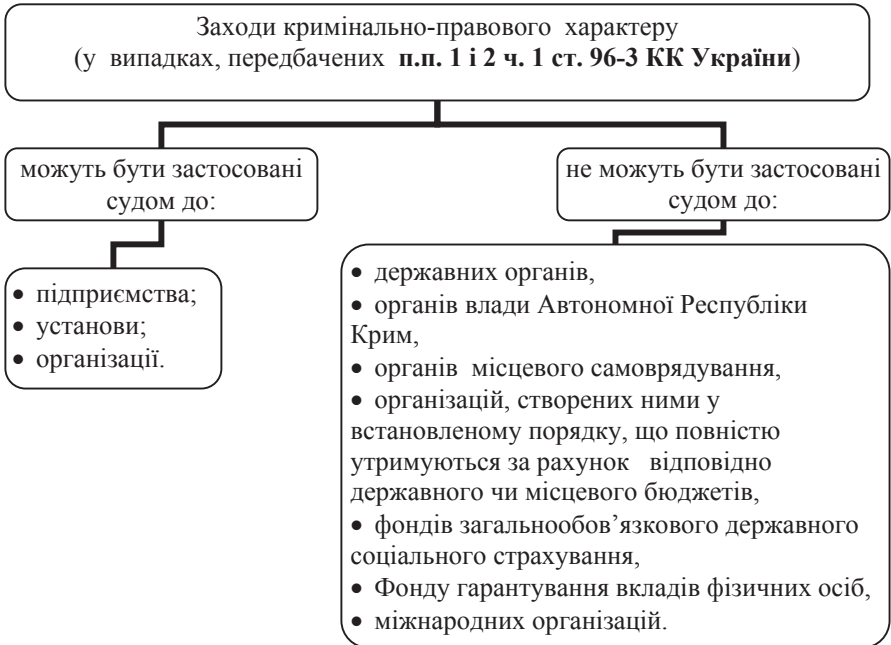 Заходи кримінально-правового характеру
(у випадках, передбачених п.п. 1 і 2 ч. 1 ст. 96-3 КК України)
можуть бути застосовані
судом до:
не можуть бути застосовані
судом до:
• підприємства;
• установи;
• організації.
• державних органів,
• органів влади Автономної Республіки
Крим,
• органів місцевого самоврядування,
• організацій, створених ними у
встановленому порядку, що повністю
утримуються за рахунок відповідно
державного чи місцевого бюджетів,
• фондів загальнообов’язкового державного
соціального страхування,
• Фонду гарантування вкладів фізичних осіб,
• міжнародних організацій.